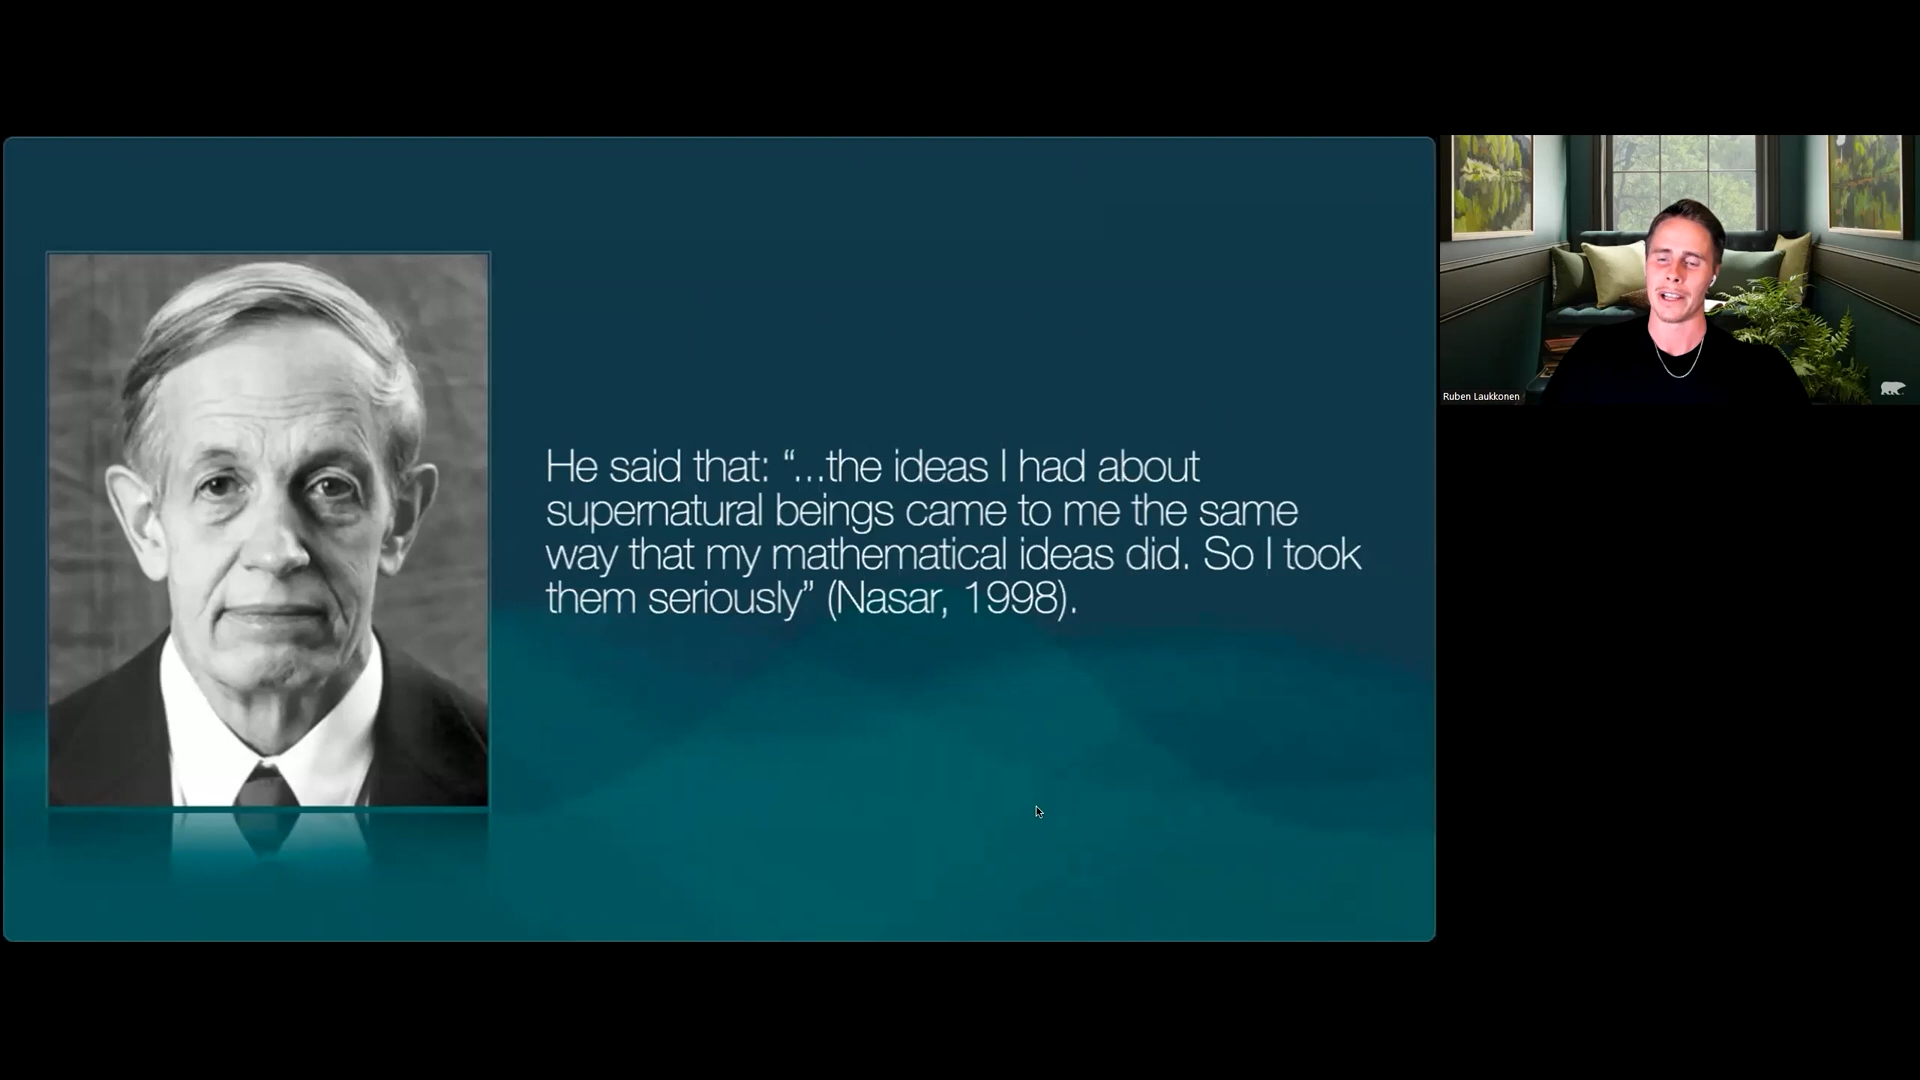 He said that: “...the ideas I had about
supernatural beings came to me the same
way that my mathematical ideas did. So I took
them seriously” (Nasar, 1998).
Ruben Laukkonen